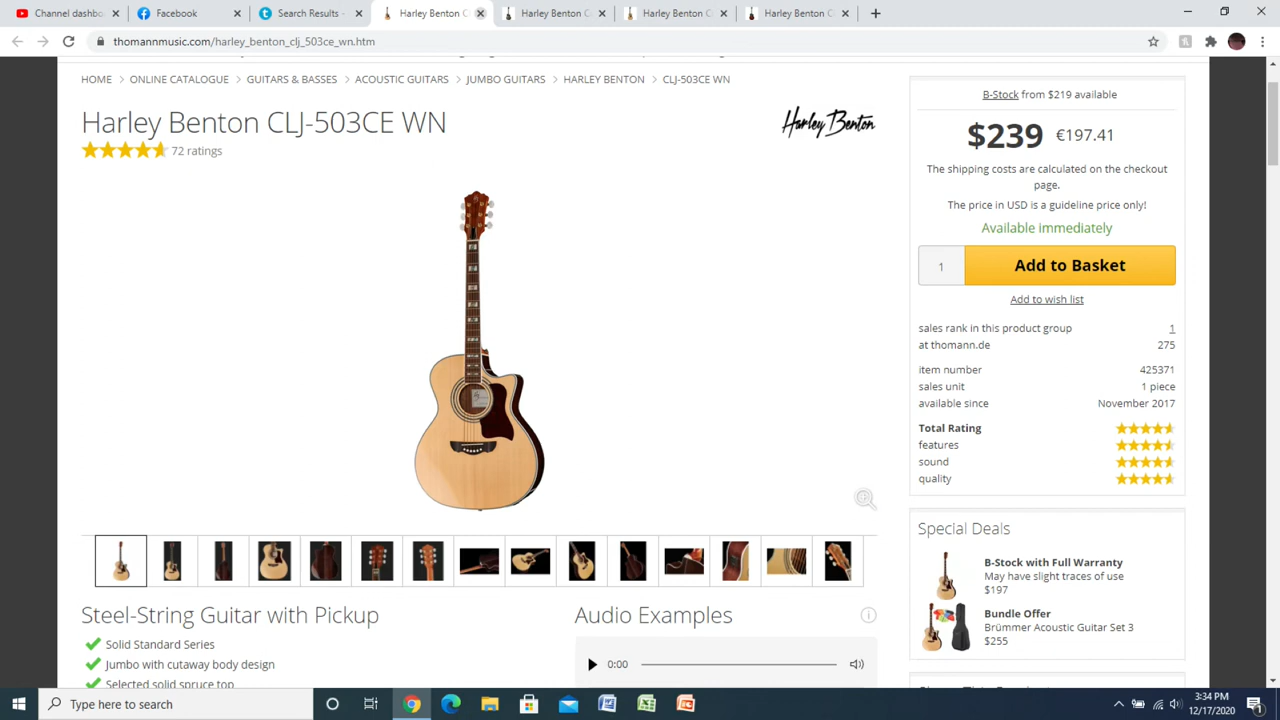 Channel dashboard
Facebook
Search Results -
Harley Benton C
Harley Benton C
Harley Benton C
Harley Benton C
thomannmusic.com/harley_benton_clj_503ce_wn.htm
HOME > ONLINE CATALOGUE > GUITARS & BASSES > ACOUSTIC GUITARS > JUMBO GUITARS > HARLEY BENTON > CLJ-503CE WN
Harley Benton CLJ-503CE WN
Harley Benton
72 ratings
B-Stock from $219 available
$239 €197.41
The shipping costs are calculated on the checkout
page.
The price in USD is a guideline price only!
Available immediately
1 Add to Basket
Add to wish list
sales rank in this product group 1
at thomann.de 275
item number 425371
sales unit 1 piece
available since November 2017
Total Rating
features
sound
quality
Special Deals
B-Stock with Full Warranty
May have slight traces of use
$197
Bundle Offer
Brümmer Acoustic Guitar Set 3
$255
Steel-String Guitar with Pickup
Solid Standard Series
Jumbo with cutaway body design
Selected solid spruce top
Audio Examples
0:00
Type here to search
3:34 PM
12/17/2020